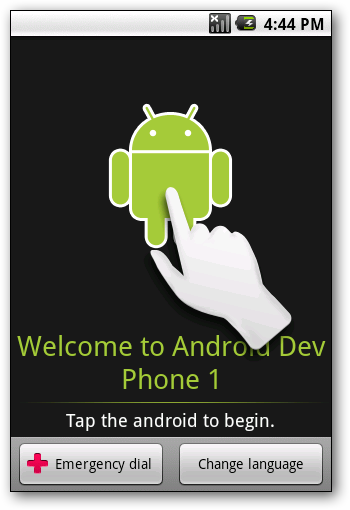 4:44 PM
Welcome to Android Dev
Phone 1
Tap the android to begin.
Emergency dial
Change language